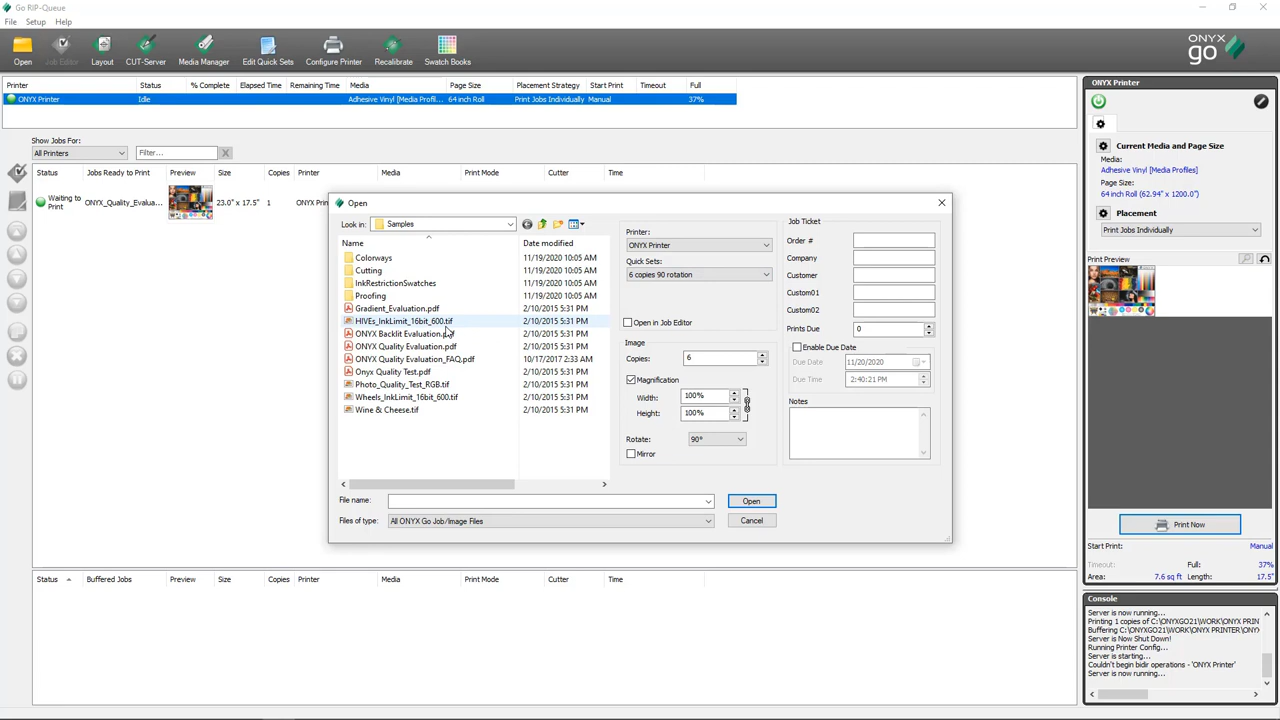 Go RIP-Queue
File Setup Help
Open Job Editor Layout CUT-Server Media Manager Edit Quick Sets Configure Printer Recalibrate Swatch Books
ONYX
go
Printer Status % Complete Elapsed Time Remaining Time Media Page Size Placement Strategy Start Print Timeout Full
ONYX Printer Idle Adhesive Vinyl [Media Profil... 64 inch Roll Print Jobs Individually Manual 37%
Show Jobs For:
All Printers Filter... X
Status Jobs Ready to Print Preview Size Copies Printer Media Print Mode Cutter Time
Waiting to Print ONYX_Quality_Evalua... 23.0" x 17.5" 1 ONYX Prin
Open
Look in: Samples
Name Date modified
Colorways 11/19/2020 10:05 AM
Cutting 11/19/2020 10:05 AM
InkRestrictionSwatches 11/19/2020 10:05 AM
Proofing 11/19/2020 10:05 AM
Gradient_Evaluation.pdf 2/10/2015 5:31 PM
HIVEs_InkLimit_16bit_600.tif 2/10/2015 5:31 PM
ONYX Backlit Evaluation.pdf 2/10/2015 5:31 PM
ONYX Quality Evaluation.pdf 2/10/2015 5:31 PM
ONYX Quality Evaluation_FAQ.pdf 10/17/2017 2:33 AM
Onyx Quality Test.pdf 2/10/2015 5:31 PM
Photo_Quality_Test_RGB.tif 2/10/2015 5:31 PM
Wheels_InkLimit_16bit_600.tif 2/10/2015 5:31 PM
Wine & Cheese.tif 2/10/2015 5:31 PM
File name: Open
Files of type: All ONYX Go Job/Image Files Cancel
Printer:
ONYX Printer
Quick Sets:
6 copies 90 rotation
Open in Job Editor
Image
Copies: 6
Magnification
Width: 100%
Height: 100%
Rotate: 90°
Mirror
Job Ticket
Order #
Company
Customer
Custom01
Custom02
Prints Due 0
Enable Due Date
Due Date 11/20/2020
Due Time 2:40:21 PM
Notes
ONYX Printer
Current Media and Page Size
Media:
Adhesive Vinyl [Media Profiles]
Page Size:
64 inch Roll (62.94" x 1200.0")
Placement
Print Jobs Individually
Print Preview
Print Now
Start Print: Manual
Timeout: Full: 37%
Area: 7.6 sq ft Length: 17.5"
Status Buffered Jobs Preview Size Copies Printer Media Print Mode Cutter Time
Console
Server is now running...
Printing 1 copies of C:\ONYXGO21\WORK\ONYX PRIN
Buffering C:\ONYXGO21\WORK\ONYX PRINTER\ONY
Server is Now Shut Down!
Running Printer Config...
Server is starting...
Couldn't begin bidir operations - 'ONYX Printer'
Server is now running...